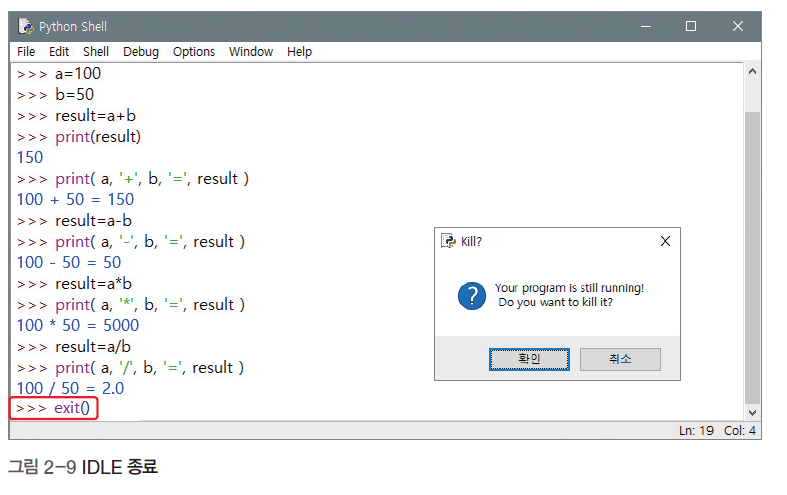 Python Shell
File Edit Shell Debug Options Window Help
>>> a=100
>>> b=50
>>> result=a+b
>>> print(result)
150
>>> print( a, '+', b, '=', result )
100 + 50 = 150
>>> result=a-b
>>> print( a, '-', b, '=', result )
100 - 50 = 50
>>> result=a*b
>>> print( a, '*', b, '=', result )
100 * 50 = 5000
>>> result=a/b
>>> print( a, '/', b, '=', result )
100 / 50 = 2.0
>>> exit()
Kill?
Your program is still running!
Do you want to kill it?
확인 취소
Ln: 19 Col: 4
그림 2-9 IDLE 종료